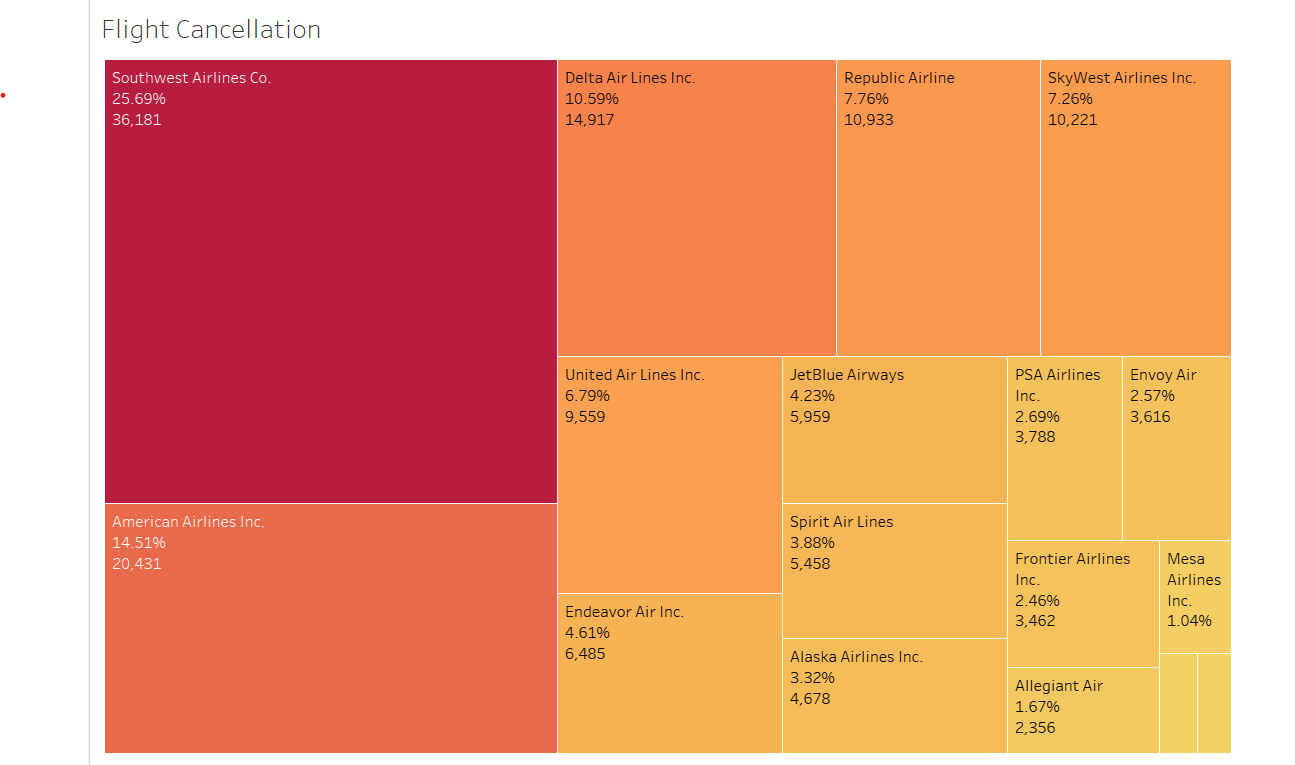 Flight Cancellation
Southwest Airlines Co.
25.69%
36,181
Delta Air Lines Inc.
10.59%
14,917
Republic Airline
7.76%
10,933
SkyWest Airlines Inc.
7.26%
10,221
United Air Lines Inc.
6.79%
9,559
JetBlue Airways
4.23%
5,959
PSA Airlines
Inc.
2.69%
3,788
Envoy Air
2.57%
3,616
American Airlines Inc.
14.51%
20,431
Spirit Air Lines
3.88%
5,458
Frontier Airlines
Inc.
2.46%
3,462
Mesa
Airlines
Inc.
1.04%
Endeavor Air Inc.
4.61%
6,485
Alaska Airlines Inc.
3.32%
4,678
Allegiant Air
1.67%
2,356